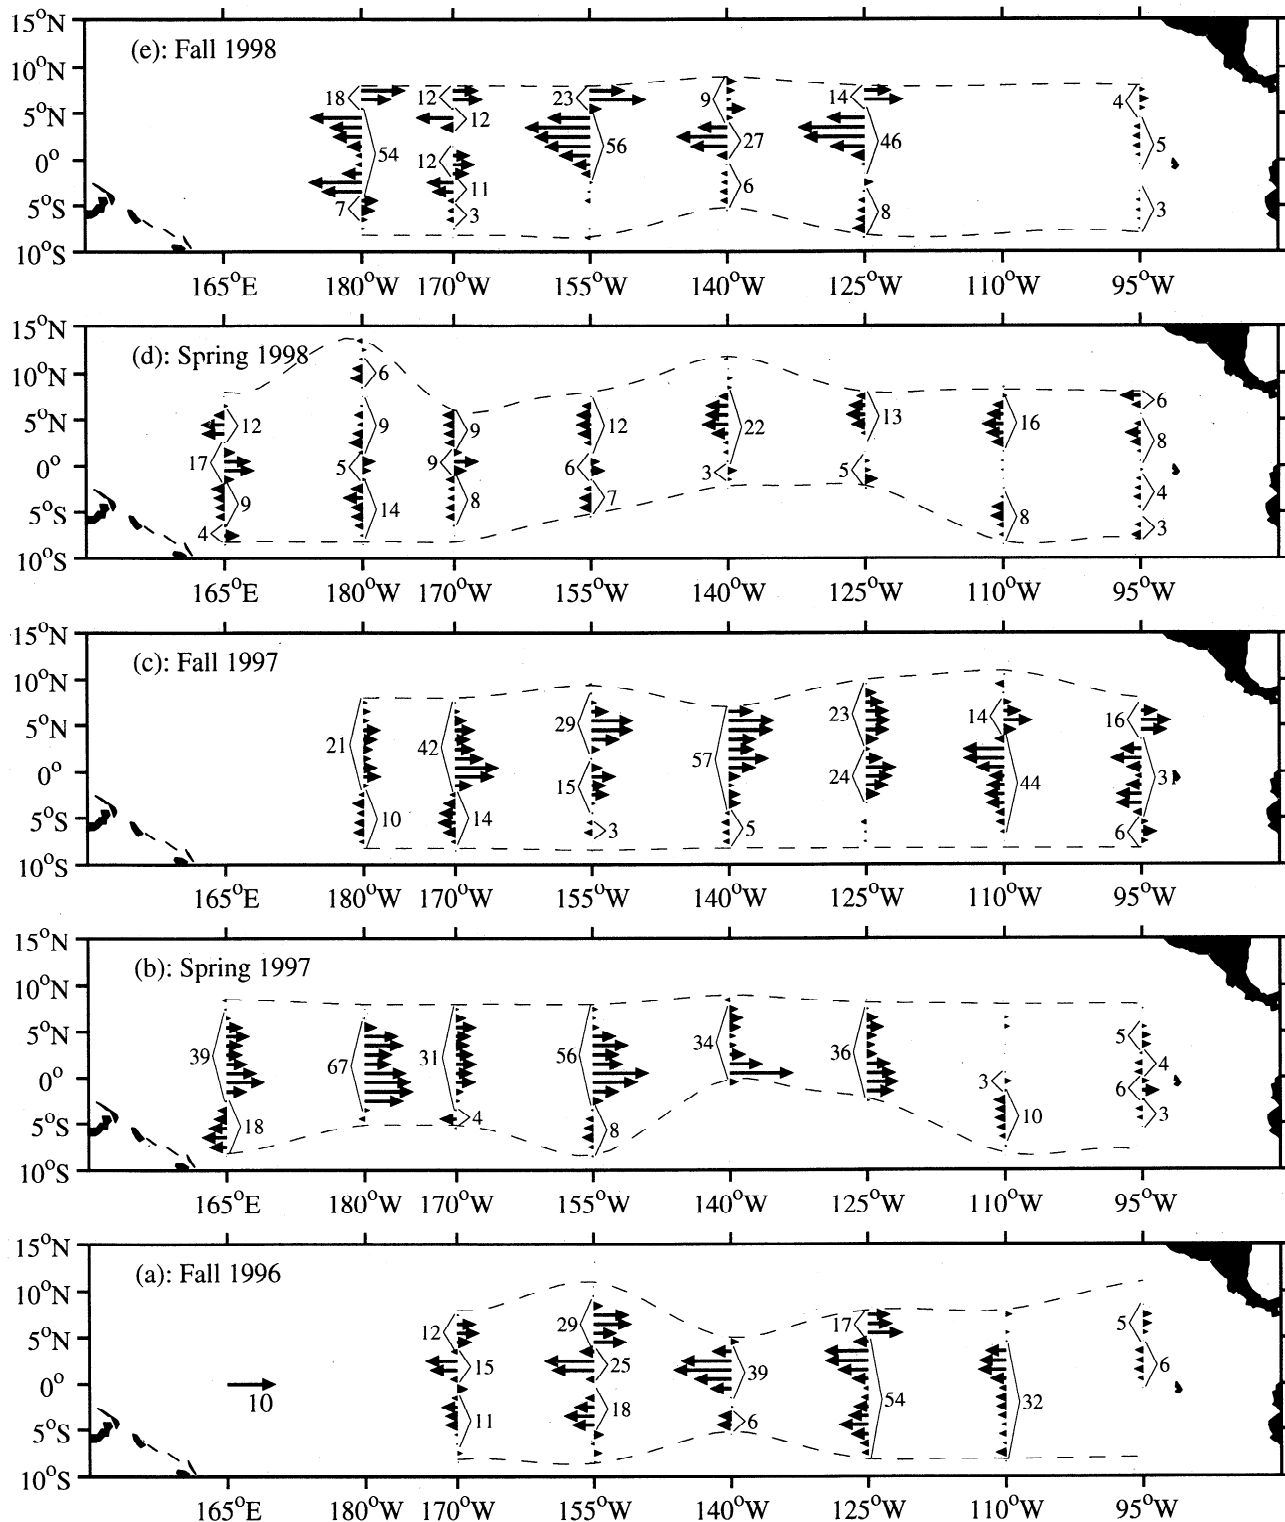 15°N
(e): Fall 1998
10°N
18 12 23 9 14 4
5°N
12
54 56 27 46 5
0°
12
11 6
7 3 8 3
5°S
10°S
165°E 180°W 170°W 155°W 140°W 125°W 110°W 95°W
15°N
(d): Spring 1998
10°N
6
6
5°N
12 9 9 12 22 13 16 8
0°
17 5 9 6 3 5
9 14 8 7 8 4
5°S
4 3
10°S
165°E 180°W 170°W 155°W 140°W 125°W 110°W 95°W
15°N
(c): Fall 1997
10°N
5°N
29 23 14 16
21 42 57
0°
15 24 44 31
10 14 3 5 6
5°S
10°S
165°E 180°W 170°W 155°W 140°W 125°W 110°W 95°W
15°N
(b): Spring 1997
10°N
5°N
39 67 31 56 34 36 5
4
0°
3 6
18 4 8 10 3
5°S
10°S
165°E 180°W 170°W 155°W 140°W 125°W 110°W 95°W
15°N
(a): Fall 1996
10°N
5°N
12 29 17 5
15 25 39 6
0°
10
11 18 6 54 32
5°S
10°S
165°E 180°W 170°W 155°W 140°W 125°W 110°W 95°W